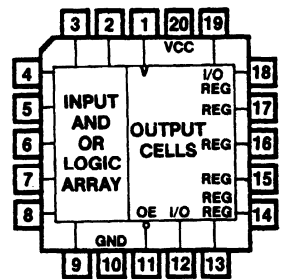 3 2 1 20 19
VCC
4 I/O 18
REG
5 INPUT REG 17
AND OUTPUT
6 OR CELLS REG 16
LOGIC
7 ARRAY REG 15
REG
8 OE I/O REG 14
GND
9 10 11 12 13